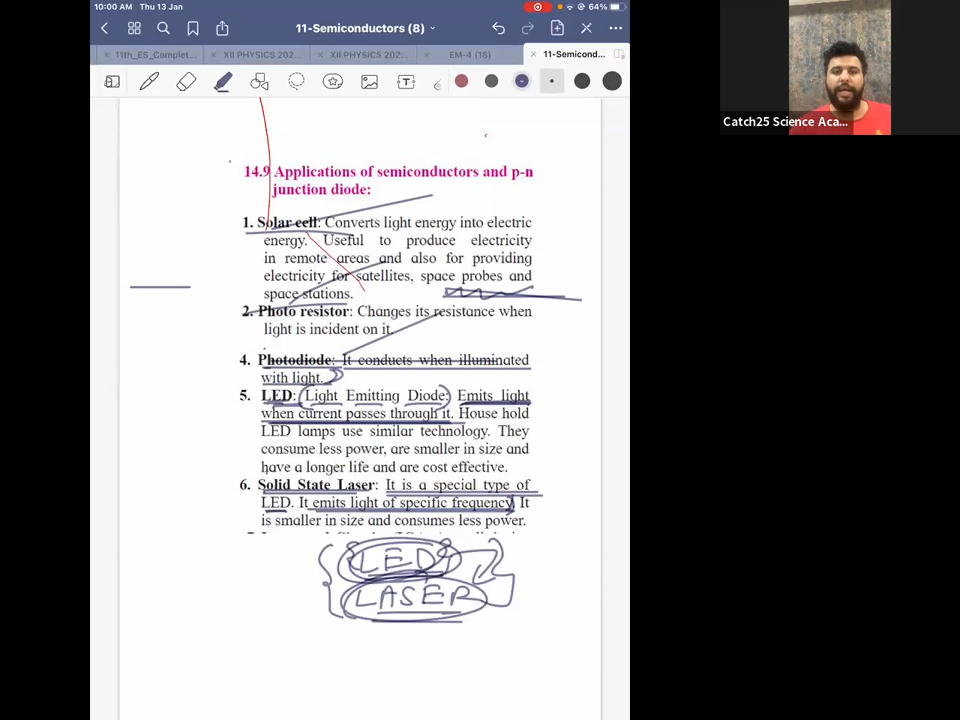 10:00 AM Thu 13 Jan
64%
11-Semiconductors (8)
11th_ES_Complet...
XII PHYSICS 202...
XII PHYSICS 202...
EM-4 (16)
11-Semicond...
Catch25 Science Aca...
14.9 Applications of semiconductors and p-n
junction diode:
1. Solar cell: Converts light energy into electric
energy. Useful to produce electricity
in remote areas and also for providing
electricity for satellites, space probes and
space stations.
2. Photo resistor: Changes its resistance when
light is incident on it.
4. Photodiode: It conducts when illuminated
with light.
5. LED: (Light Emitting Diode: Emits light
when current passes through it. House hold
LED lamps use similar technology. They
consume less power, are smaller in size and
have a longer life and are cost effective.
6. Solid State Laser: It is a special type of
LED. It emits light of specific frequency. It
is smaller in size and consumes less power.
LED
LASER